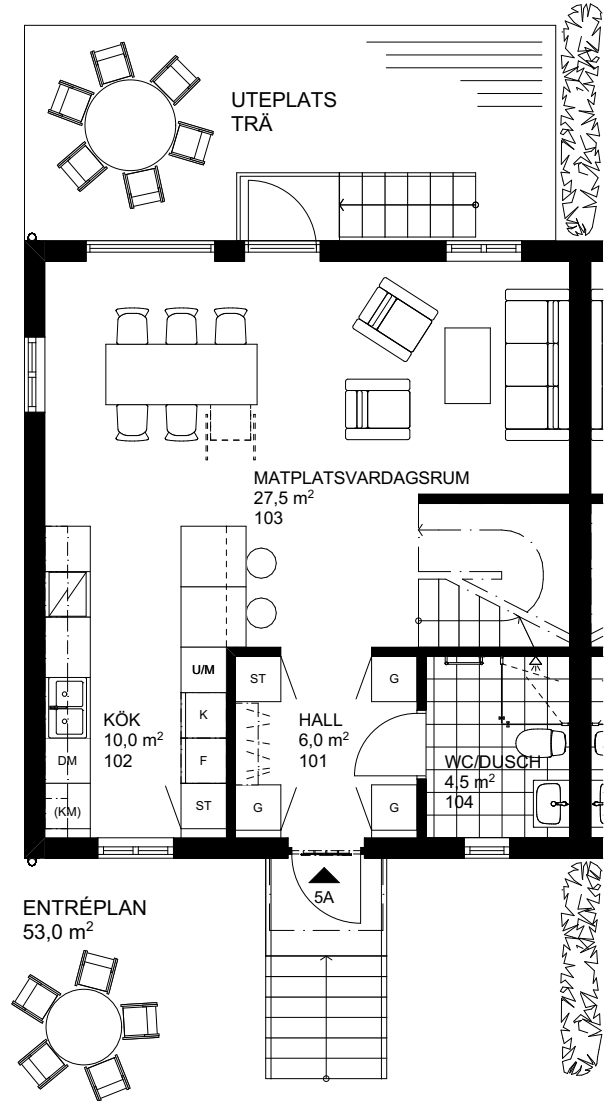 UTEPLATS
TRÄ
MATPLATSVARDAGSRUM
27,5 m²
103
U/M
ST
G
K
KÖK
10,0 m²
102
HALL
6,0 m²
101
F
DM
WC/DUSCH
4,5 m²
104
(KM)
ST
G
G
5A
ENTRÉPLAN
53,0 m²